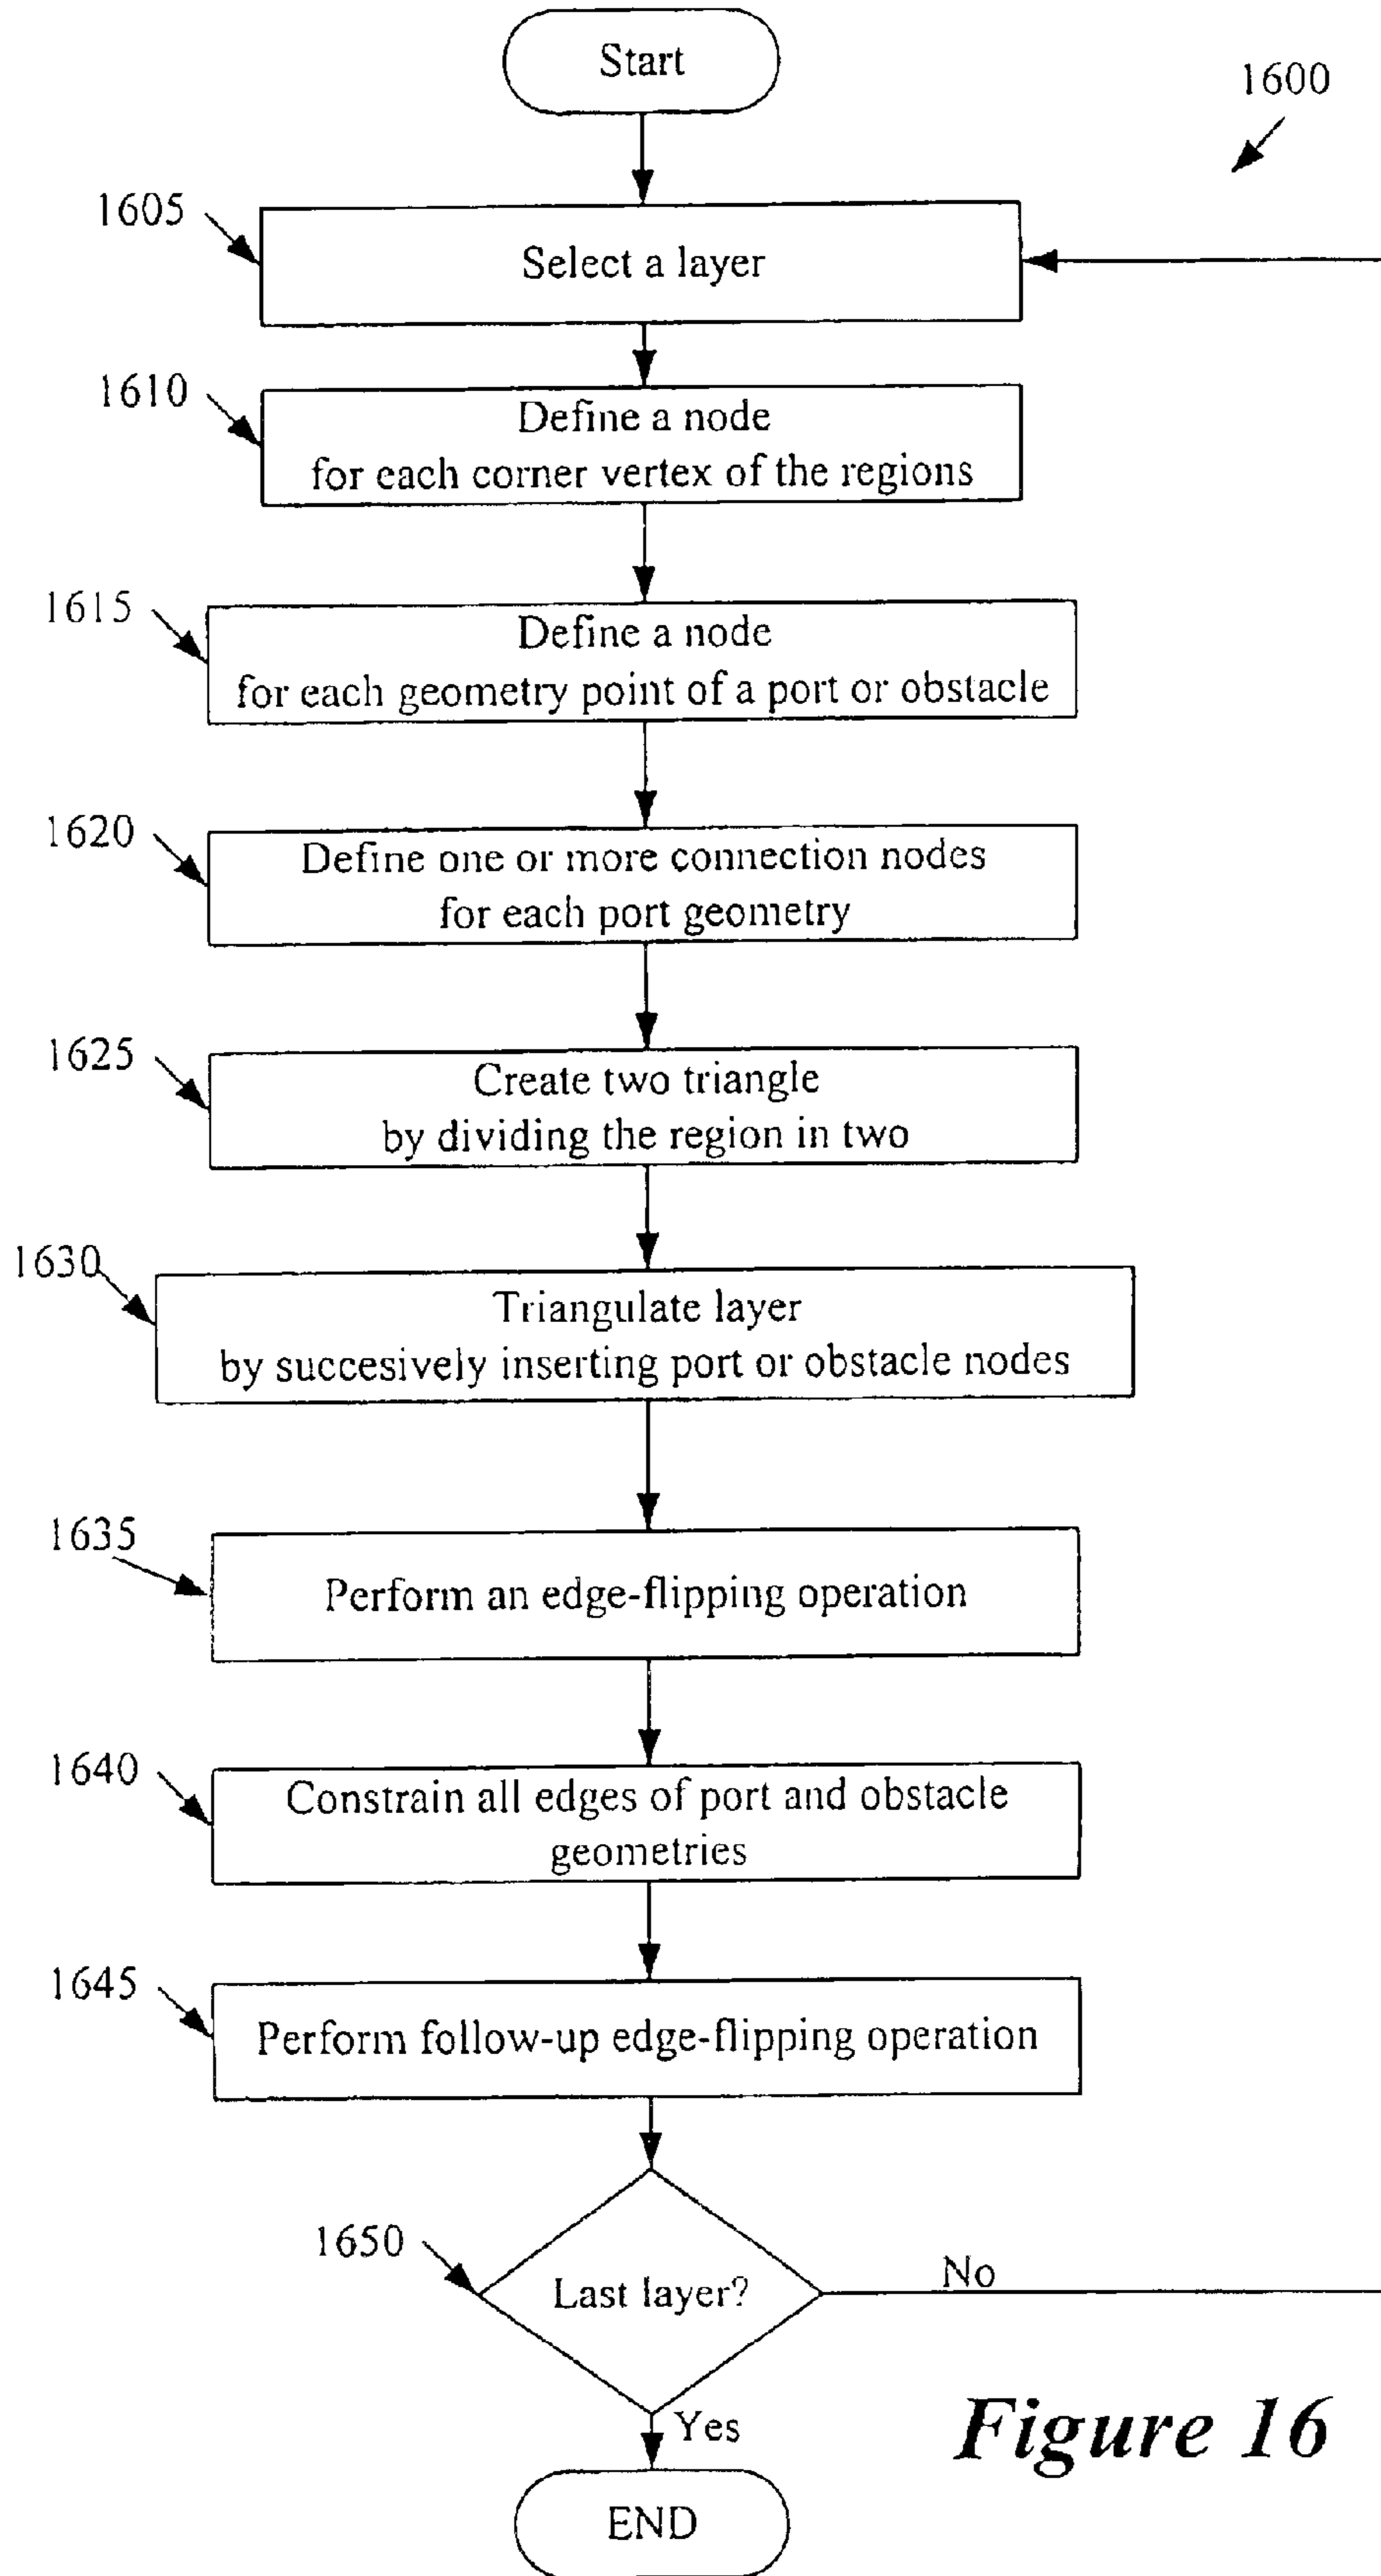 Start
1600
1605
Select a layer
1610
Define a node
for each corner vertex of the regions
1615
Define a node
for each geometry point of a port or obstacle
1620
Define one or more connection nodes
for each port geometry
1625
Create two triangle
by dividing the region in two
1630
Triangulate layer
by succesively inserting port or obstacle nodes
1635
Perform an edge-flipping operation
1640
Constrain all edges of port and obstacle
geometries
1645
Perform follow-up edge-flipping operation
1650
Last layer?
No
Yes
END
Figure 16